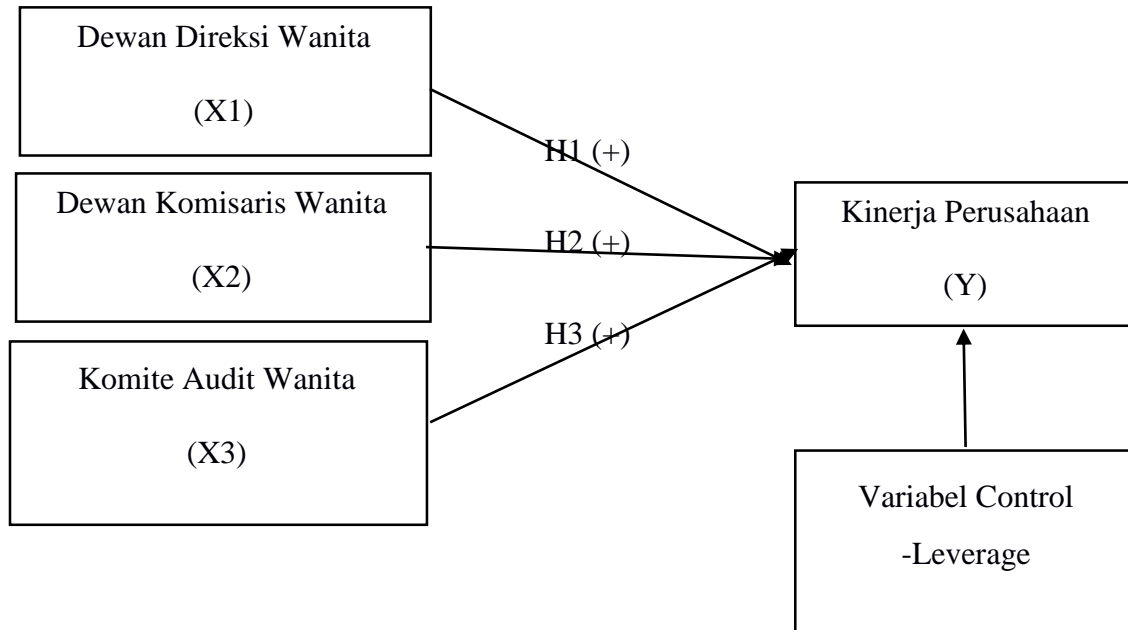 Dewan Direksi Wanita
(X1)
Dewan Komisaris Wanita
(X2)
Komite Audit Wanita
(X3)
H1 (+)
H2 (+)
H3 (+)
Kinerja Perusahaan
(Y)
Variabel Control
-Leverage